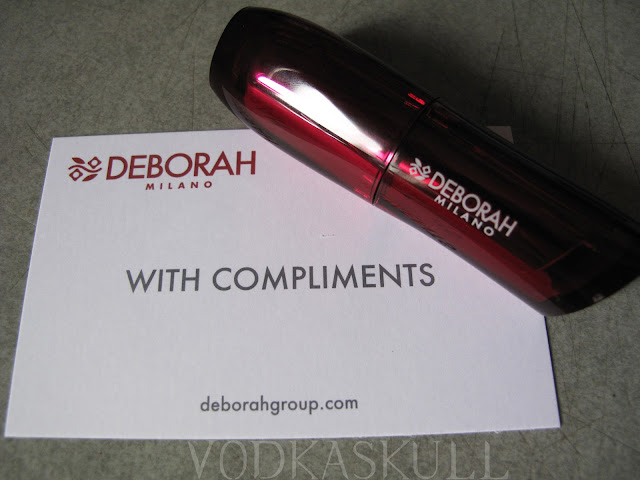 DEBORAH
MILANO
DEBORAH
MILANO
WITH COMPLIMENTS
deborahgroup.com
VODKASKULL